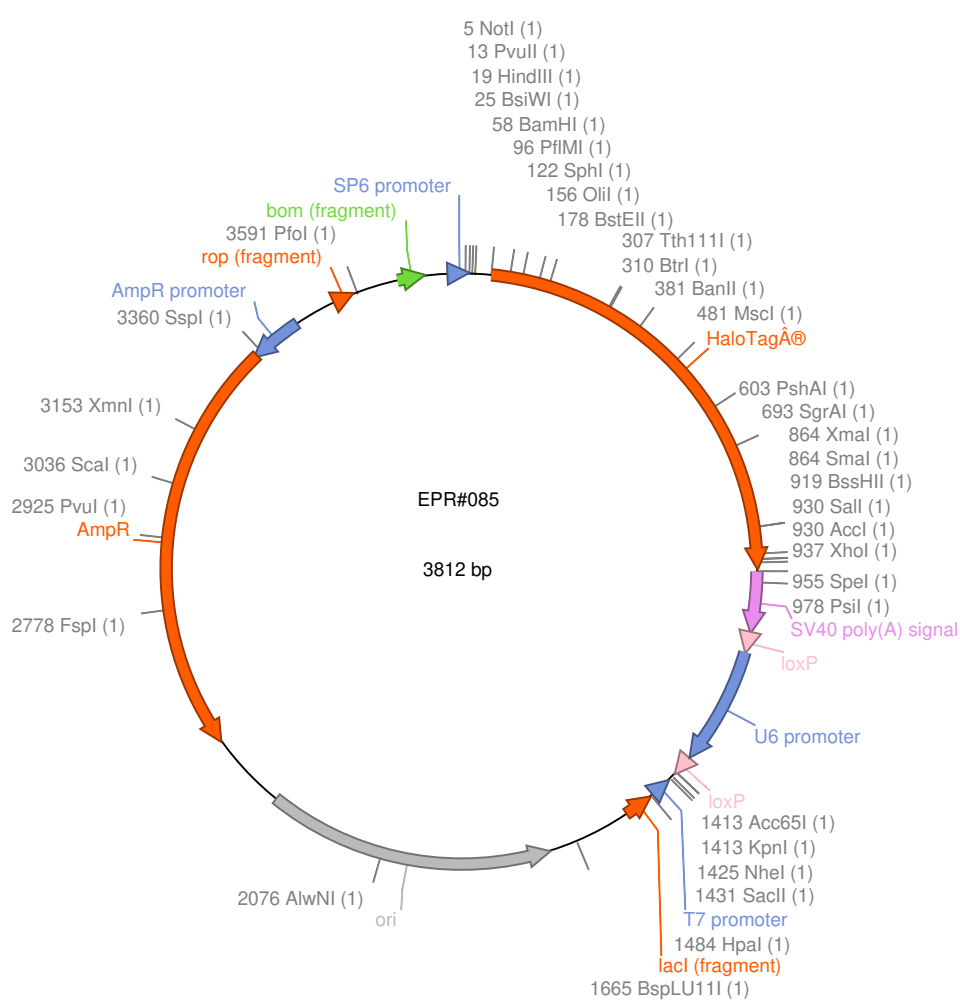 5 NotI (1)
13 PvuII (1)
19 HindIII (1)
25 BsiWI (1)
58 BamHI (1)
96 PflMI (1)
122 SphI (1)
156 OliI (1)
178 BstEII (1)
307 Tth111I (1)
310 BtrI (1)
381 BanII (1)
481 MscI (1)
HaloTagÂ®
603 PshAI (1)
693 SgrAI (1)
864 XmaI (1)
864 SmaI (1)
919 BssHII (1)
930 SalI (1)
930 AccI (1)
937 XhoI (1)
955 SpeI (1)
978 PsiI (1)
SV40 poly(A) signal
loxP
U6 promoter
loxP
1413 Acc65I (1)
1413 KpnI (1)
1425 NheI (1)
1431 SacII (1)
T7 promoter
1484 HpaI (1)
lacI (fragment)
1665 BspLU11I (1)
ori
2076 AlwNI (1)
2778 FspI (1)
AmpR
2925 PvuI (1)
3036 ScaI (1)
3153 XmnI (1)
3360 SspI (1)
AmpR promoter
rop (fragment)
3591 PfoI (1)
bom (fragment)
SP6 promoter
EPR#085
3812 bp